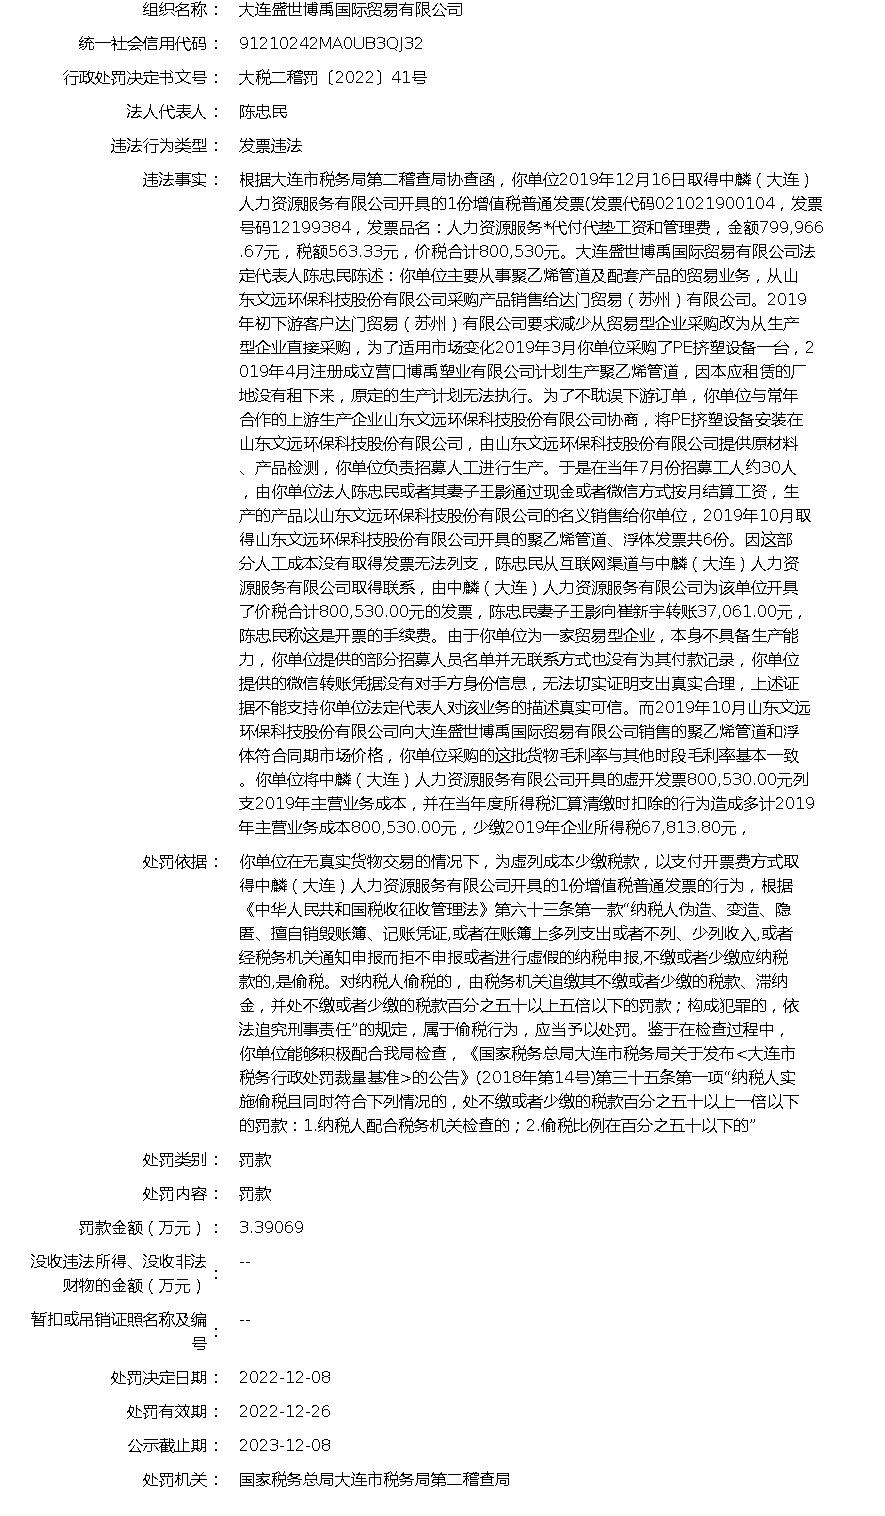 组织名称： 大连盛世博禹国际贸易有限公司
统一社会信用代码： 91210242MA0UB3QJ32
行政处罚决定书文号： 大税二稽罚〔2022〕41号
法人代表人： 陈忠民
违法行为类型： 发票违法
违法事实： 根据大连市税务局第二稽查局协查函，你单位2019年12月16日取得中麟（大连）
人力资源服务有限公司开具的1份增值税普通发票(发票代码021021900104，发票
号码12199384，发票品名：人力资源服务*代付代垫工资和管理费，金额799,966
.67元，税额563.33元，价税合计800,530元。大连盛世博禹国际贸易有限公司法
定代表人陈忠民陈述：你单位主要从事聚乙烯管道及配套产品的贸易业务，从山
东文远环保科技股份有限公司采购产品销售给达门贸易（苏州）有限公司。2019
年初下游客户达门贸易（苏州）有限公司要求减少从贸易型企业采购改为从生产
型企业直接采购，为了适用市场变化2019年3月你单位采购了PE挤塑设备一台，2
019年4月注册成立营口博禹塑业有限公司计划生产聚乙烯管道，因本应租赁的厂
地没有租下来，原定的生产计划无法执行。为了不耽误下游订单，你单位与常年
合作的上游生产企业山东文远环保科技股份有限公司协商，将PE挤塑设备安装在
山东文远环保科技股份有限公司，由山东文远环保科技股份有限公司提供原材料
、产品检测，你单位负责招募人工进行生产。于是在当年7月份招募工人约30人
，由你单位法人陈忠民或者其妻子王影通过现金或者微信方式按月结算工资，生
产的产品以山东文远环保科技股份有限公司的名义销售给你单位，2019年10月取
得山东文远环保科技股份有限公司开具的聚乙烯管道、浮体发票共6份。因这部
分人工成本没有取得发票无法列支，陈忠民从互联网渠道与中麟（大连）人力资
源服务有限公司取得联系，由中麟（大连）人力资源服务有限公司为该单位开具
了价税合计800,530.00元的发票，陈忠民妻子王影向崔新宇转账37,061.00元，
陈忠民称这是开票的手续费。由于你单位为一家贸易型企业，本身不具备生产能
力，你单位提供的部分招募人员名单并无联系方式也没有为其付款记录，你单位
提供的微信转账凭据没有对手方身份信息，无法切实证明支出真实合理，上述证
据不能支持你单位法定代表人对该业务的描述真实可信。而2019年10月山东文远
环保科技股份有限公司向大连盛世博禹国际贸易有限公司销售的聚乙烯管道和浮
体符合同期市场价格，你单位采购的这批货物毛利率与其他时段毛利率基本一致
。你单位将中麟（大连）人力资源服务有限公司开具的虚开发票800,530.00元列
支2019年主营业务成本，并在当年度所得税汇算清缴时扣除的行为造成多计2019
年主营业务成本800,530.00元，少缴2019年企业所得税67,813.80元，
处罚依据： 你单位在无真实货物交易的情况下，为虚列成本少缴税款，以支付开票费方式取
得中麟（大连）人力资源服务有限公司开具的1份增值税普通发票的行为，根据
《中华人民共和国税收征收管理法》第六十三条第一款“纳税人伪造、变造、隐
匿、擅自销毁账簿、记账凭证,或者在账簿上多列支出或者不列、少列收入,或者
经税务机关通知申报而拒不申报或者进行虚假的纳税申报,不缴或者少缴应纳税
款的,是偷税。对纳税人偷税的，由税务机关追缴其不缴或者少缴的税款、滞纳
金，并处不缴或者少缴的税款百分之五十以上五倍以下的罚款；构成犯罪的，依
法追究刑事责任”的规定，属于偷税行为，应当予以处罚。鉴于在检查过程中，
你单位能够积极配合我局检查，《国家税务总局大连市税务局关于发布<大连市
税务行政处罚裁量基准>的公告》(2018年第14号)第三十五条第一项“纳税人实
施偷税且同时符合下列情况的，处不缴或者少缴的税款百分之五十以上一倍以下
的罚款：1.纳税人配合税务机关检查的；2.偷税比例在百分之五十以下的”
处罚类别： 罚款
处罚内容： 罚款
罚款金额（万元）： 3.39069
没收违法所得、没收非法
财物的金额（万元）： --
暂扣或吊销证照名称及编
号： --
处罚决定日期： 2022-12-08
处罚有效期： 2022-12-26
公示截止期： 2023-12-08
处罚机关： 国家税务总局大连市税务局第二稽查局